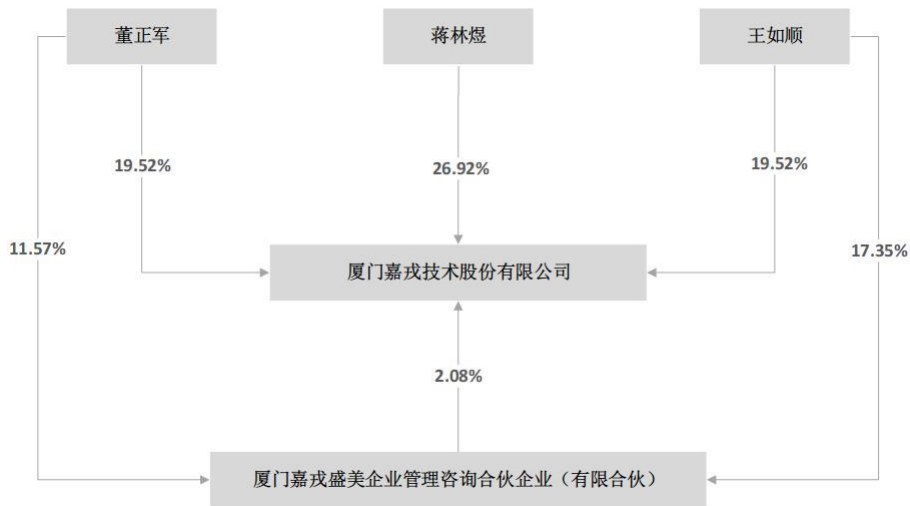 董正军
蒋林煜
王如顺
19.52%
26.92%
19.52%
11.57%
17.35%
厦门嘉戎技术股份有限公司
2.08%
厦门嘉戎盛美企业管理咨询合伙企业（有限合伙）